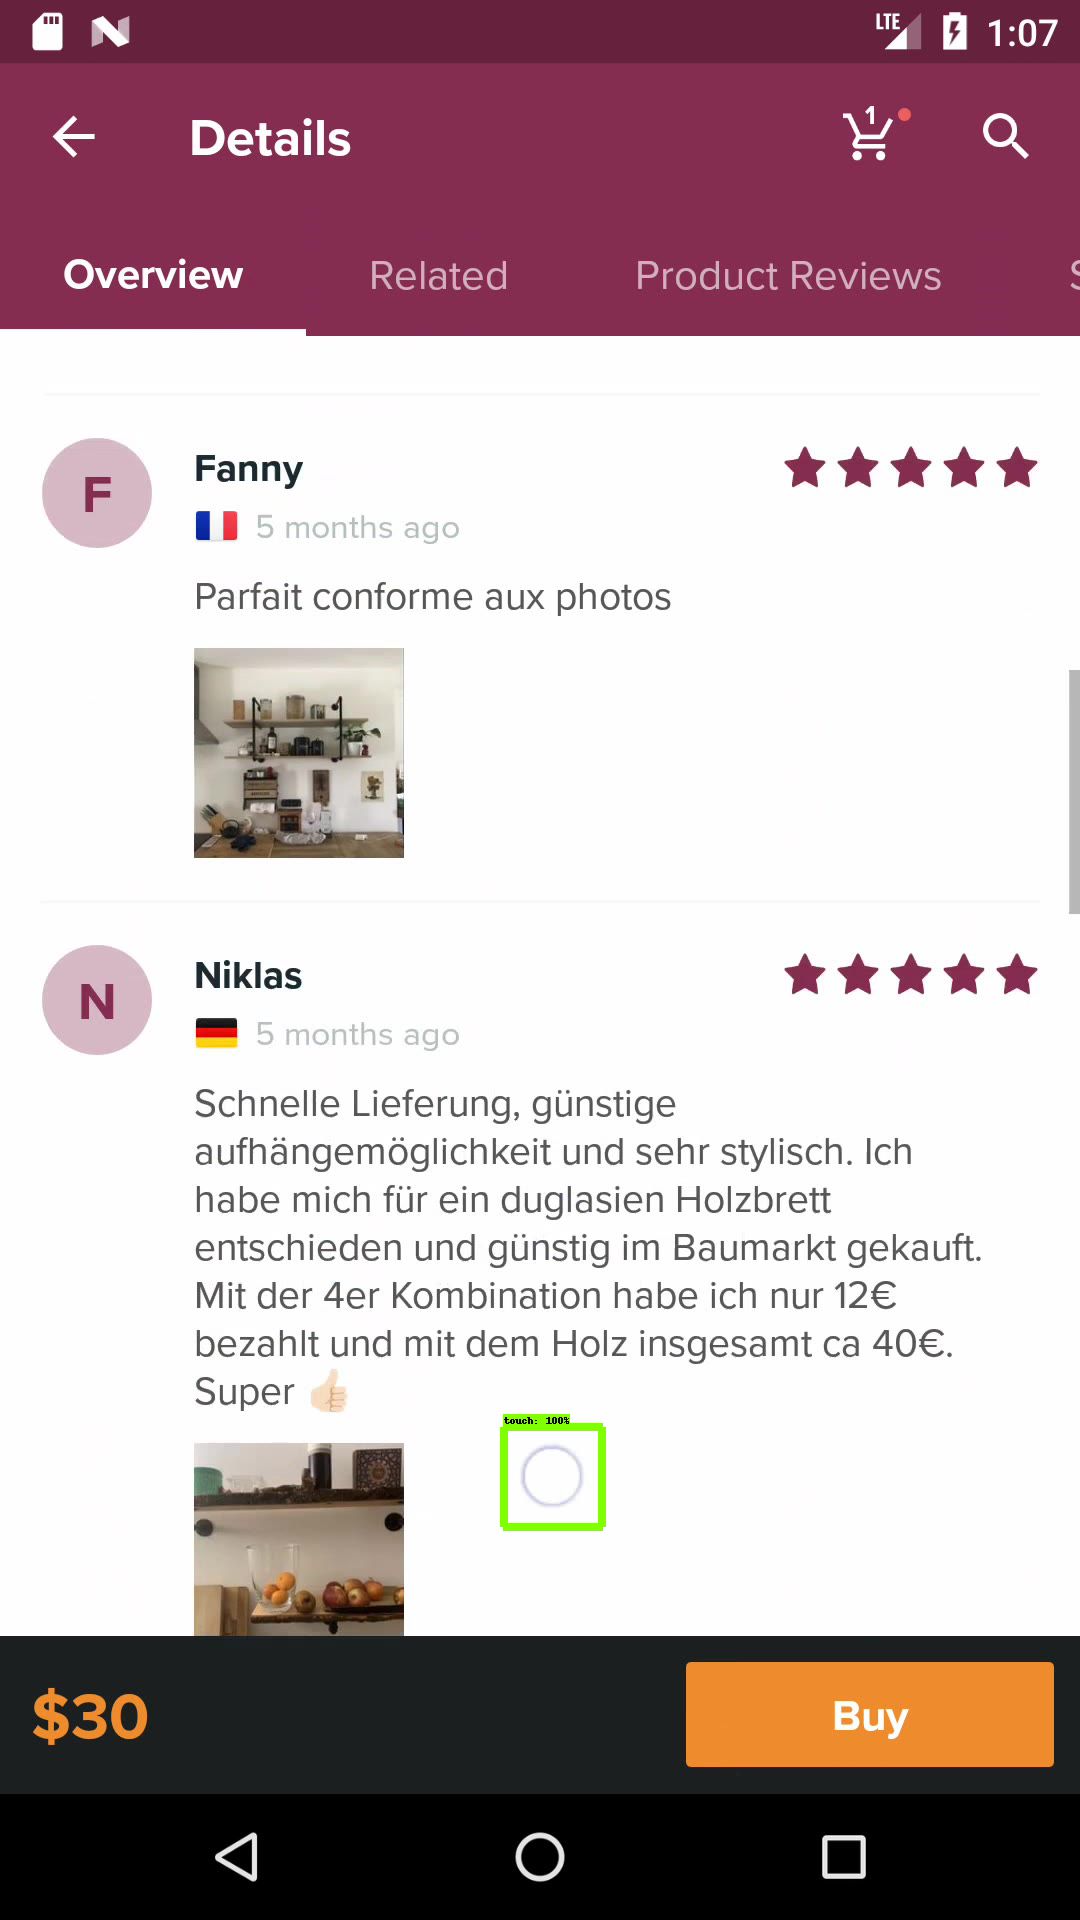 LTE 1:07
Details 1
Overview Related Product Reviews S
F Fanny
5 months ago
Parfait conforme aux photos
N Niklas
5 months ago
Schnelle Lieferung, günstige
aufhängemöglichkeit und sehr stylisch. Ich
habe mich für ein duglasien Holzbrett
entschieden und günstig im Baumarkt gekauft.
Mit der 4er Kombination habe ich nur 12€
bezahlt und mit dem Holz insgesamt ca 40€.
Super 👍🏻
touch: 100%
$30 Buy